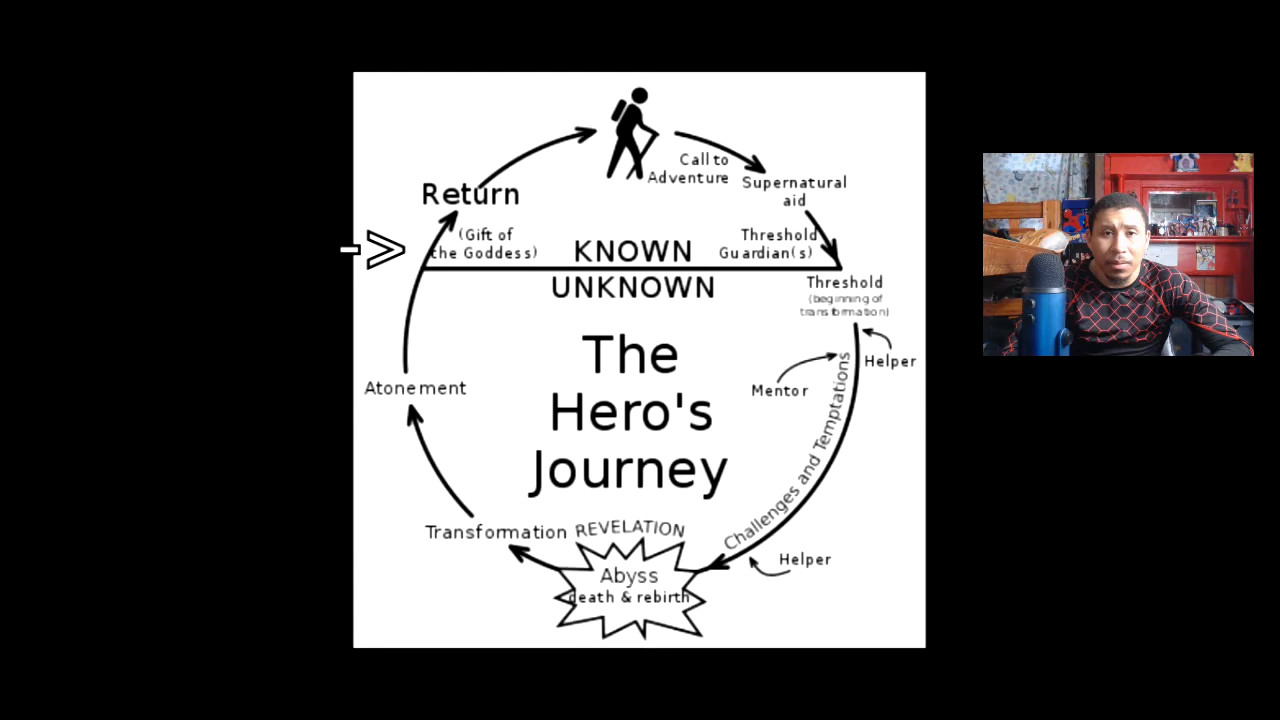 Call to
Adventure
Supernatural
aid
Return
(Gift of
the Goddess)
KNOWN
Threshold
Guardian(s)
UNKNOWN
Threshold
(beginning of
transformation)
The
Hero's
Journey
Helper
Mentor
Challenges and Temptations
Atonement
Transformation
REVELATION
Helper
Abyss
death & rebirth
->